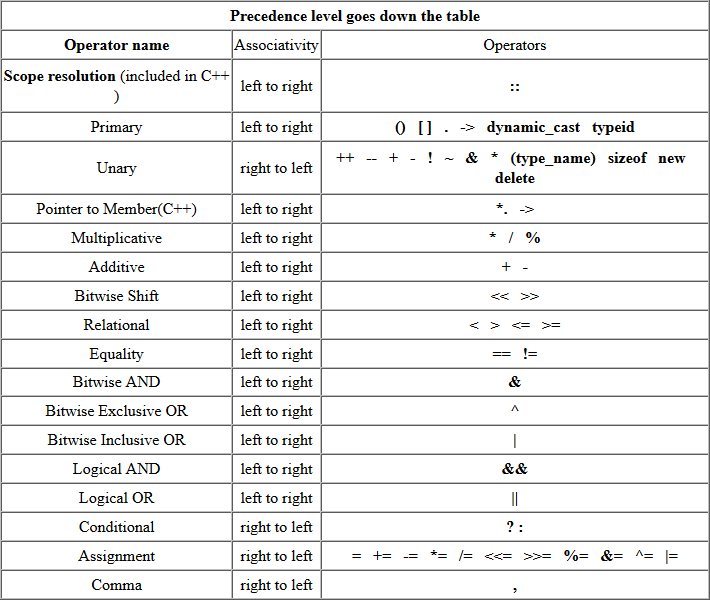 Precedence level goes down the table
Operator name Associativity Operators
Scope resolution (included in C++
) left to right ::
Primary left to right () [ ] . -> dynamic_cast typeid
Unary right to left ++ -- + - ! ~ & * (type_name) sizeof new
delete
Pointer to Member(C++) left to right *. ->
Multiplicative left to right * / %
Additive left to right + -
Bitwise Shift left to right << >>
Relational left to right < > <= >=
Equality left to right == !=
Bitwise AND left to right &
Bitwise Exclusive OR left to right ^
Bitwise Inclusive OR left to right |
Logical AND left to right &&
Logical OR left to right ||
Conditional right to left ? :
Assignment right to left = += -= *= /= <<= >>= %= &= ^= |=
Comma right to left ,